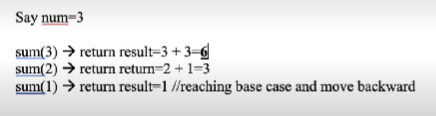 Say num=3
sum(3) → return result=3 + 3=6
sum(2) → return return=2 + 1=3
sum(1) → return result=1 //reaching base case and move backward